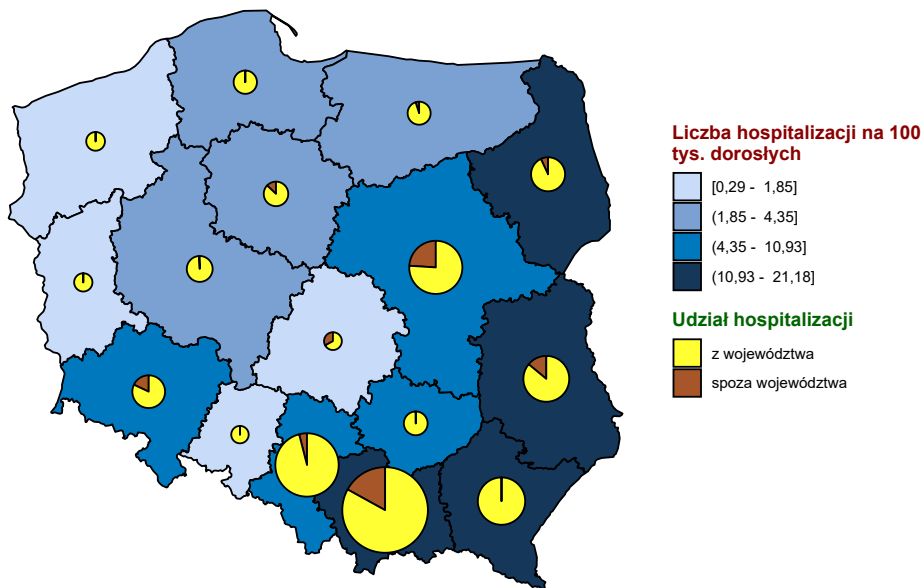 Liczba hospitalizacji na 100
tys. dorosłych
[0,29 - 1,85]
(1,85 - 4,35]
(4,35 - 10,93]
(10,93 - 21,18]
Udział hospitalizacji
z województwa
spoza województwa